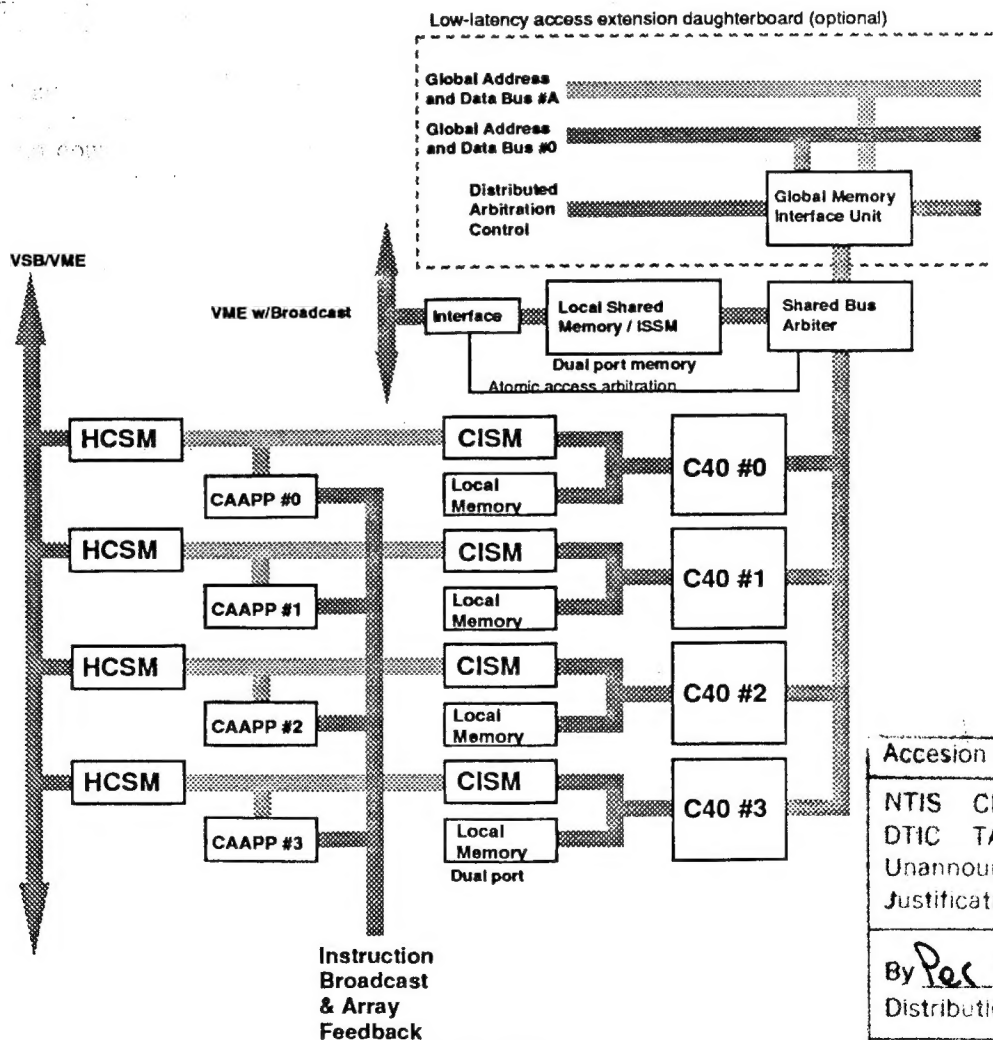 Low-latency access extension daughterboard (optional)
Global Address
and Data Bus #A
Global Address
and Data Bus #0
Distributed
Arbitration
Control
Global Memory
Interface Unit
VSB/VME
VME w/Broadcast
Interface
Local Shared
Memory / ISSM
Shared Bus
Arbiter
Dual port memory
Atomic access arbitration
HCSM
CISM
C40 #0
CAAPP #0
Local
Memory
HCSM
CISM
C40 #1
CAAPP #1
Local
Memory
HCSM
CISM
C40 #2
CAAPP #2
Local
Memory
HCSM
CISM
C40 #3
CAAPP #3
Local
Memory
Dual port
Instruction
Broadcast
& Array
Feedback
Accesion
NTIS
DTIC
Unannou
Justificat
By Per
Distributi